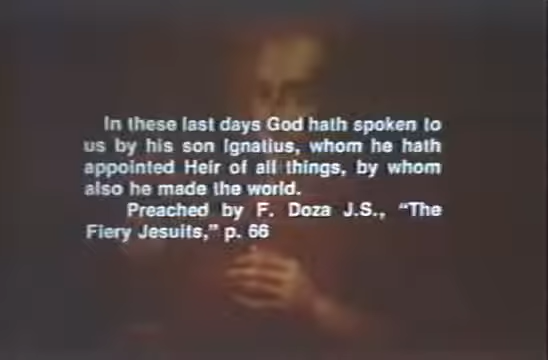 In these last days God hath spoken to
us by his son Ignatius, whom he hath
appointed Heir of all things, by whom
also he made the world.
Preached by F. Doza J.S., “The
Fiery Jesuits,” p. 66